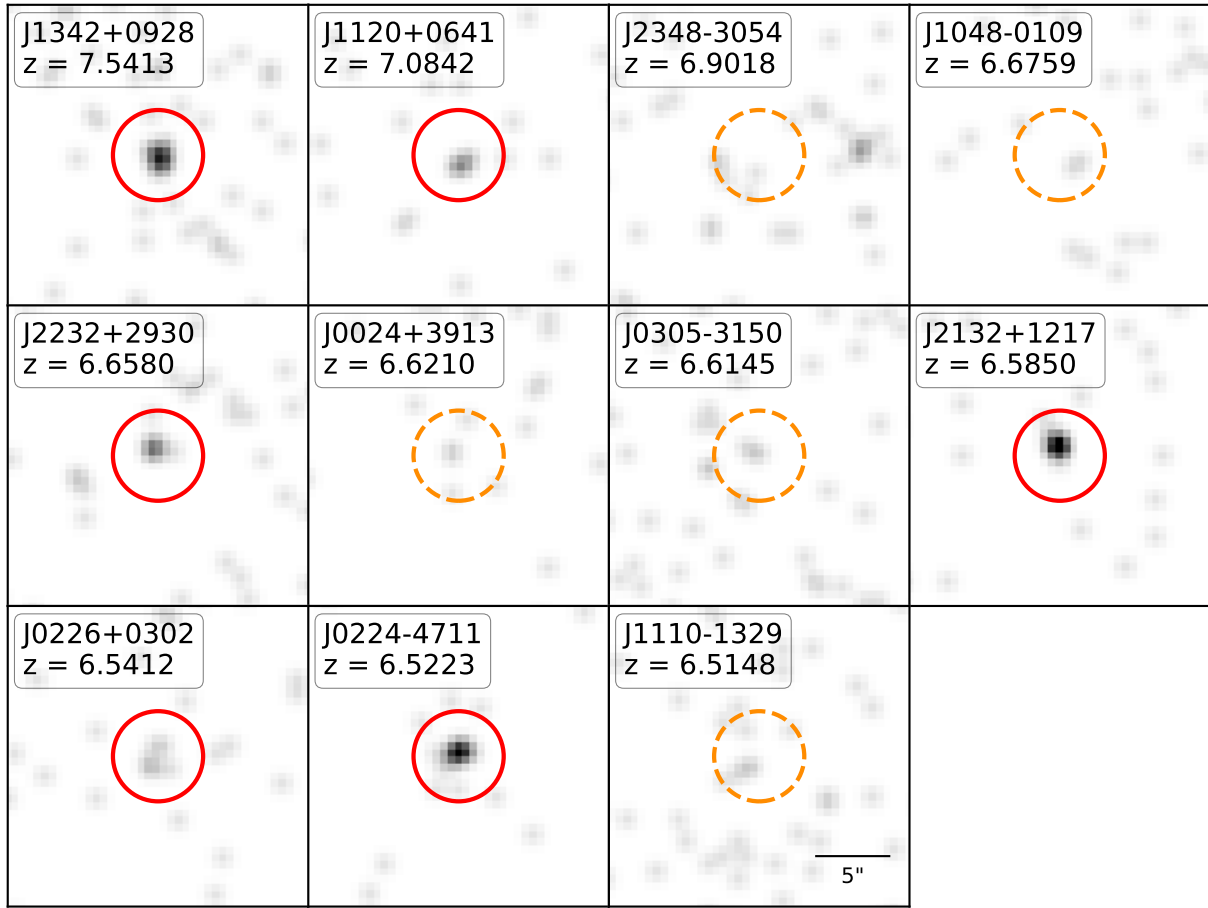 J1342+0928
z = 7.5413
J1120+0641
z = 7.0842
J2348-3054
z = 6.9018
J1048-0109
z = 6.6759
J2232+2930
z = 6.6580
J0024+3913
z = 6.6210
J0305-3150
z = 6.6145
J2132+1217
z = 6.5850
J0226+0302
z = 6.5412
J0224-4711
z = 6.5223
J1110-1329
z = 6.5148
5"